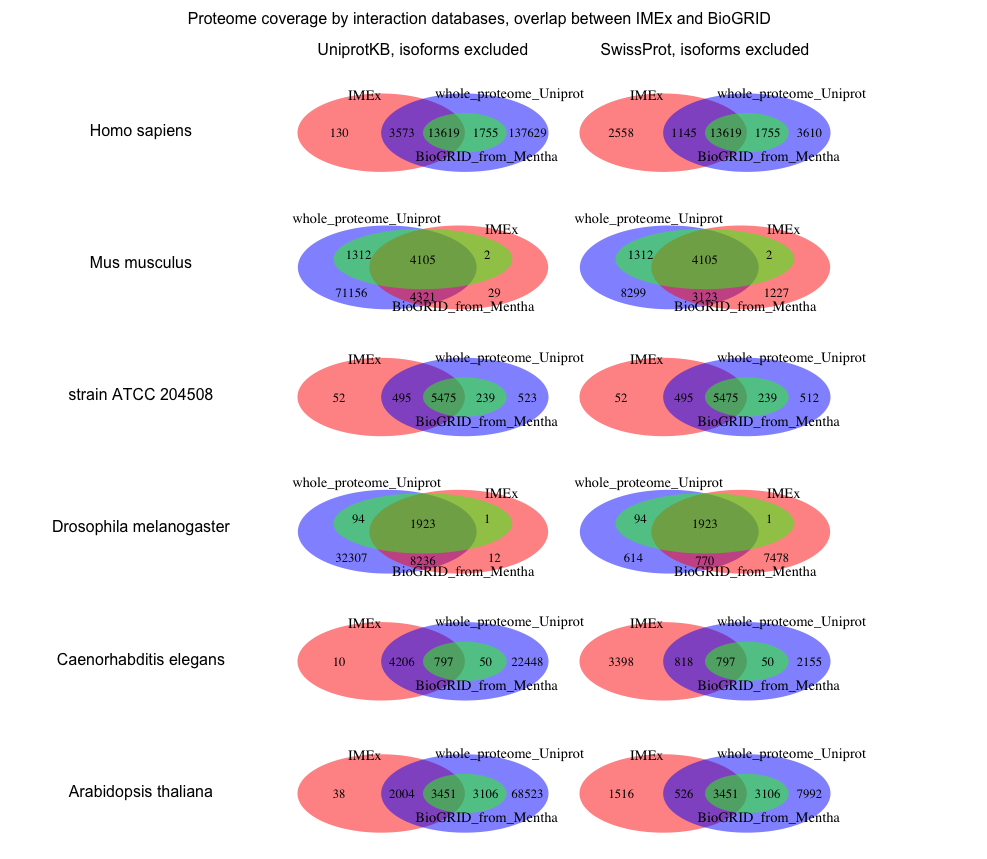 Proteome coverage by interaction databases, overlap between IMEx and BioGRID
UniprotKB, isoforms excluded SwissProt, isoforms excluded
IMEx whole_proteome_Uniprot IMEx whole_proteome_Uniprot
Homo sapiens 130 3573 13619 1755 137629 2558 1145 13619 1755 3610
BioGRID_from_Mentha BioGRID_from_Mentha
whole_proteome_Uniprot IMEx whole_proteome_Uniprot IMEx
Mus musculus 1312 4105 2 1312 4105 2
71156 4321 29 8299 3123 1227
BioGRID_from_Mentha BioGRID_from_Mentha
IMEx whole_proteome_Uniprot IMEx whole_proteome_Uniprot
strain ATCC 204508 52 495 5475 239 523 52 495 5475 239 512
BioGRID_from_Mentha BioGRID_from_Mentha
whole_proteome_Uniprot IMEx whole_proteome_Uniprot IMEx
Drosophila melanogaster 94 1923 1 94 1923 1
32307 8236 12 614 770 7478
BioGRID_from_Mentha BioGRID_from_Mentha
IMEx whole_proteome_Uniprot IMEx whole_proteome_Uniprot
Caenorhabditis elegans 10 4206 797 50 22448 3398 818 797 50 2155
BioGRID_from_Mentha BioGRID_from_Mentha
IMEx whole_proteome_Uniprot IMEx whole_proteome_Uniprot
Arabidopsis thaliana 38 2004 3451 3106 68523 1516 526 3451 3106 7992
BioGRID_from_Mentha BioGRID_from_Mentha